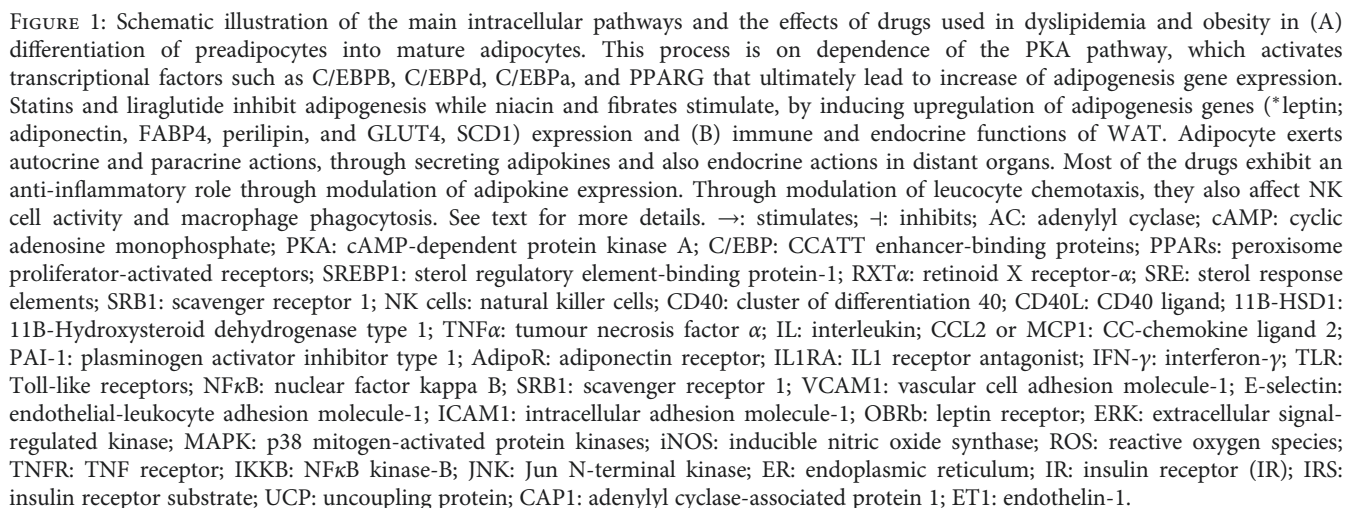 FIGURE 1: Schematic illustration of the main intracellular pathways and the effects of drugs used in dyslipidemia and obesity in (A)
differentiation of preadipocytes into mature adipocytes. This process is on dependence of the PKA pathway, which activates
transcriptional factors such as C/EBPB, C/EBPd, C/EBPa, and PPARG that ultimately lead to increase of adipogenesis gene expression.
Statins and liraglutide inhibit adipogenesis while niacin and fibrates stimulate, by inducing upregulation of adipogenesis genes (*leptin;
adiponectin, FABP4, perilipin, and GLUT4, SCD1) expression and (B) immune and endocrine functions of WAT. Adipocyte exerts
autocrine and paracrine actions, through secreting adipokines and also endocrine actions in distant organs. Most of the drugs exhibit an
anti-inflammatory role through modulation of adipokine expression. Through modulation of leucocyte chemotaxis, they also affect NK
cell activity and macrophage phagocytosis. See text for more details. →: stimulates; ⊣: inhibits; AC: adenylyl cyclase; cAMP: cyclic
adenosine monophosphate; PKA: cAMP-dependent protein kinase A; C/EBP: CCATT enhancer-binding proteins; PPARs: peroxisome
proliferator-activated receptors; SREBP1: sterol regulatory element-binding protein-1; RXTα: retinoid X receptor-α; SRE: sterol response
elements; SRB1: scavenger receptor 1; NK cells: natural killer cells; CD40: cluster of differentiation 40; CD40L: CD40 ligand; 11B-HSD1:
11B-Hydroxysteroid dehydrogenase type 1; TNFα: tumour necrosis factor α; IL: interleukin; CCL2 or MCP1: CC-chemokine ligand 2;
PAI-1: plasminogen activator inhibitor type 1; AdipoR: adiponectin receptor; IL1RA: IL1 receptor antagonist; IFN-γ: interferon-γ; TLR:
Toll-like receptors; NFκB: nuclear factor kappa B; SRB1: scavenger receptor 1; VCAM1: vascular cell adhesion molecule-1; E-selectin:
endothelial-leukocyte adhesion molecule-1; ICAM1: intracellular adhesion molecule-1; OBRb: leptin receptor; ERK: extracellular signal-
regulated kinase; MAPK: p38 mitogen-activated protein kinases; iNOS: inducible nitric oxide synthase; ROS: reactive oxygen species;
TNFR: TNF receptor; IKKB: NFκB kinase-B; JNK: Jun N-terminal kinase; ER: endoplasmic reticulum; IR: insulin receptor (IR); IRS:
insulin receptor substrate; UCP: uncoupling protein; CAP1: adenylyl cyclase-associated protein 1; ET1: endothelin-1.